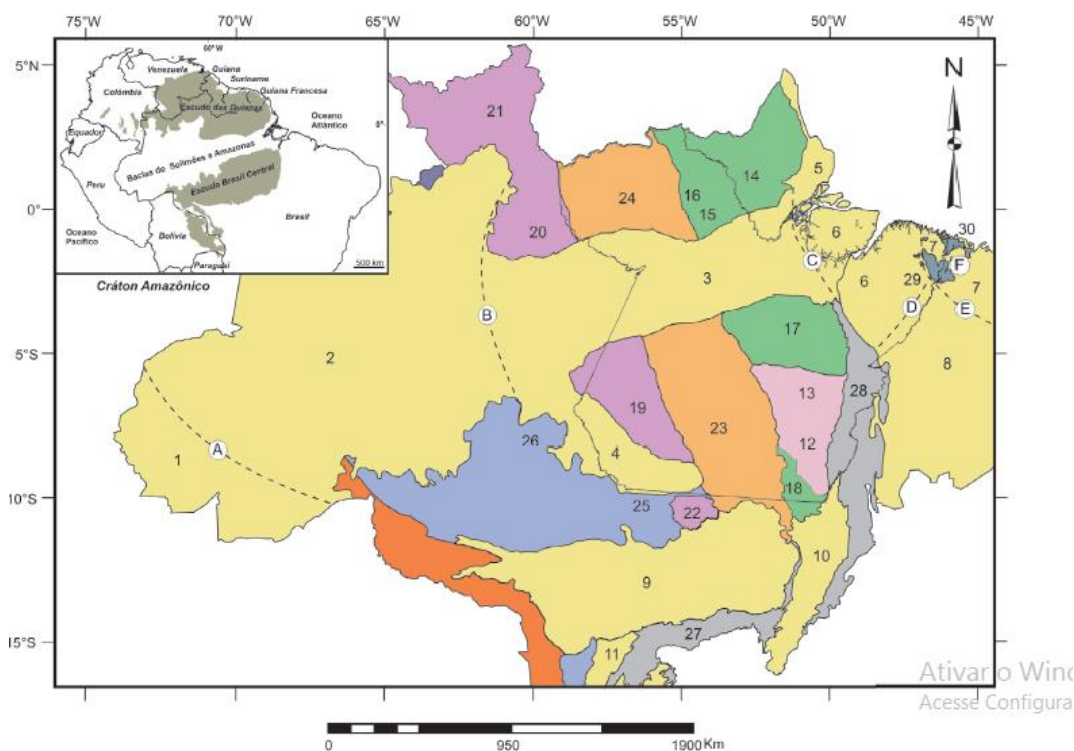 75°W 70°W 65°W 60°W 55°W 50°W 45°W
5°N
0°
5°S
10°S
15°S
60° W
Venezuela
Guiana
Suriname
Guiana Francesa
Colômbia
Escudo das Guianas
Oceano
Atlântico
Equador
0°
Bacias do Solimões e Amazonas
Peru
Escudo Brasil Central
Brasil
Bolívia
Oceano
Pacífico
Paraguai
500 km
Cráton Amazônico
N
21
14
5
16
24
15
20
6
30
7
C
F
3
6
29
7
B
D
E
17
2
8
13
28
19
23
12
26
4
1
A
18
25
22
10
9
27
11
Ativar o Wind
Acesse Configura
0 950 1900 Km